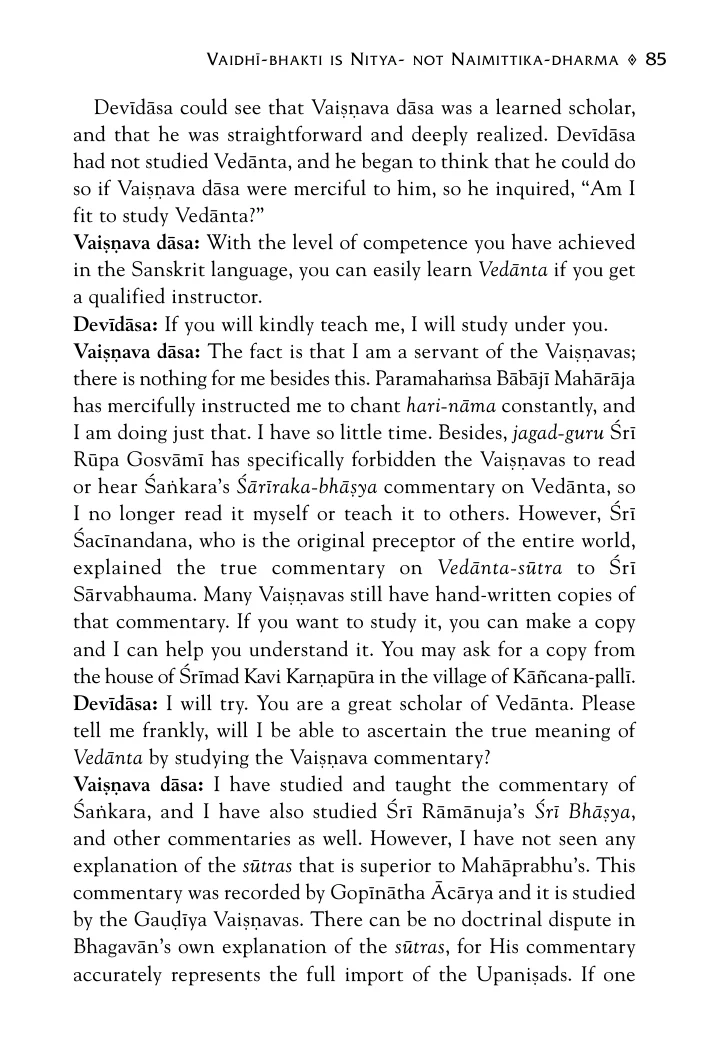 Vaidhī-bhakti is Nitya- not Naimittika-dharma ◊ 85
Devīdāsa could see that Vaiṣṇava dāsa was a learned scholar,
and that he was straightforward and deeply realized. Devīdāsa
had not studied Vedānta, and he began to think that he could do
so if Vaiṣṇava dāsa were merciful to him, so he inquired, “Am I
fit to study Vedānta?”
Vaiṣṇava dāsa: With the level of competence you have achieved
in the Sanskrit language, you can easily learn Vedānta if you get
a qualified instructor.
Devīdāsa: If you will kindly teach me, I will study under you.
Vaiṣṇava dāsa: The fact is that I am a servant of the Vaiṣṇavas;
there is nothing for me besides this. Paramahaṁsa Bābājī Mahārāja
has mercifully instructed me to chant hari-nāma constantly, and
I am doing just that. I have so little time. Besides, jagad-guru Śrī
Rūpa Gosvāmī has specifically forbidden the Vaiṣṇavas to read
or hear Śaṅkara’s Śārīraka-bhāṣya commentary on Vedānta, so
I no longer read it myself or teach it to others. However, Śrī
Śacīnandana, who is the original preceptor of the entire world,
explained the true commentary on Vedānta-sūtra to Śrī
Sārvabhauma. Many Vaiṣṇavas still have hand-written copies of
that commentary. If you want to study it, you can make a copy
and I can help you understand it. You may ask for a copy from
the house of Śrīmad Kavi Karṇapūra in the village of Kāñcana-pallī.
Devīdāsa: I will try. You are a great scholar of Vedānta. Please
tell me frankly, will I be able to ascertain the true meaning of
Vedānta by studying the Vaiṣṇava commentary?
Vaiṣṇava dāsa: I have studied and taught the commentary of
Śaṅkara, and I have also studied Śrī Rāmānuja’s Śrī Bhāṣya,
and other commentaries as well. However, I have not seen any
explanation of the sūtras that is superior to Mahāprabhu’s. This
commentary was recorded by Gopīnātha Ācārya and it is studied
by the Gauḍīya Vaiṣṇavas. There can be no doctrinal dispute in
Bhagavān’s own explanation of the sūtras, for His commentary
accurately represents the full import of the Upaniṣads. If one